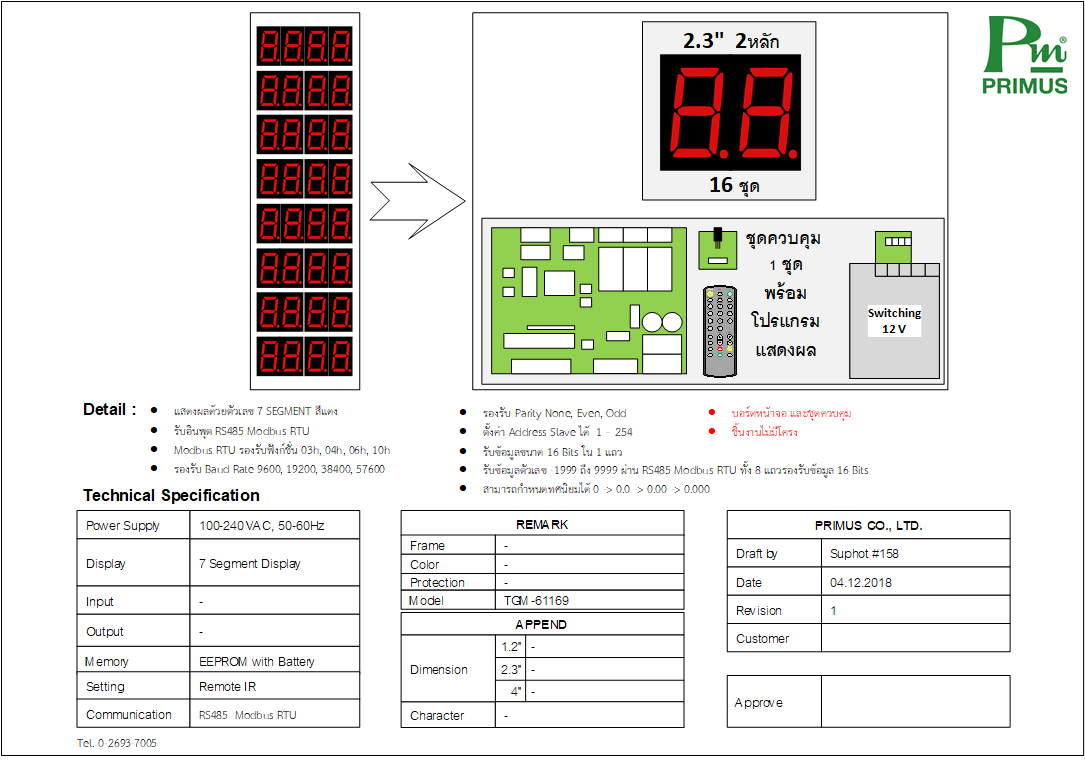 2.3" 2หลัก
16 ชุด
Pm®
PRIMUS
ชุดควบคุม
1 ชุด
พร้อม
โปรแกรม
แสดงผล
Switching
12 V
Detail :
• แสดงผลด้วยตัวเลข 7 SEGMENT สีแดง
• รับอินพุต RS485 Modbus RTU
• Modbus RTU รองรับฟังก์ชั่น 03h, 04h, 06h, 10h
• รองรับ Baud Rate 9600, 19200, 38400, 57600
• รองรับ Parity None, Even, Odd
• ตั้งค่า Address Slave ได้ 1 - 254
• รับข้อมูลขนาด 16 Bits ใน 1 แถว
• รับข้อมูลตัวเลข -1999 ถึง 9999 ผ่าน RS485 Modbus RTU ทั้ง 8 แถวรองรับข้อมูล 16 Bits
• สามารถกำหนดทศนิยมได้ 0 -> 0.0 -> 0.00 -> 0.000
• บอร์ดหน้าจอ และชุดควบคุม
• ชิ้นงานไม่มีโครง
Technical Specification
Power Supply 100-240 VAC, 50-60Hz
Display 7 Segment Display
Input -
Output -
Memory EEPROM with Battery
Setting Remote IR
Communication RS485 Modbus RTU
REMARK
Frame -
Color -
Protection -
Model TGM-61169
APPEND
Dimension 1.2" -
2.3" -
4" -
Character -
PRIMUS CO., LTD.
Draft by Suphot #158
Date 04.12.2018
Revision 1
Customer
Approve
Tel. 0-2693-7005